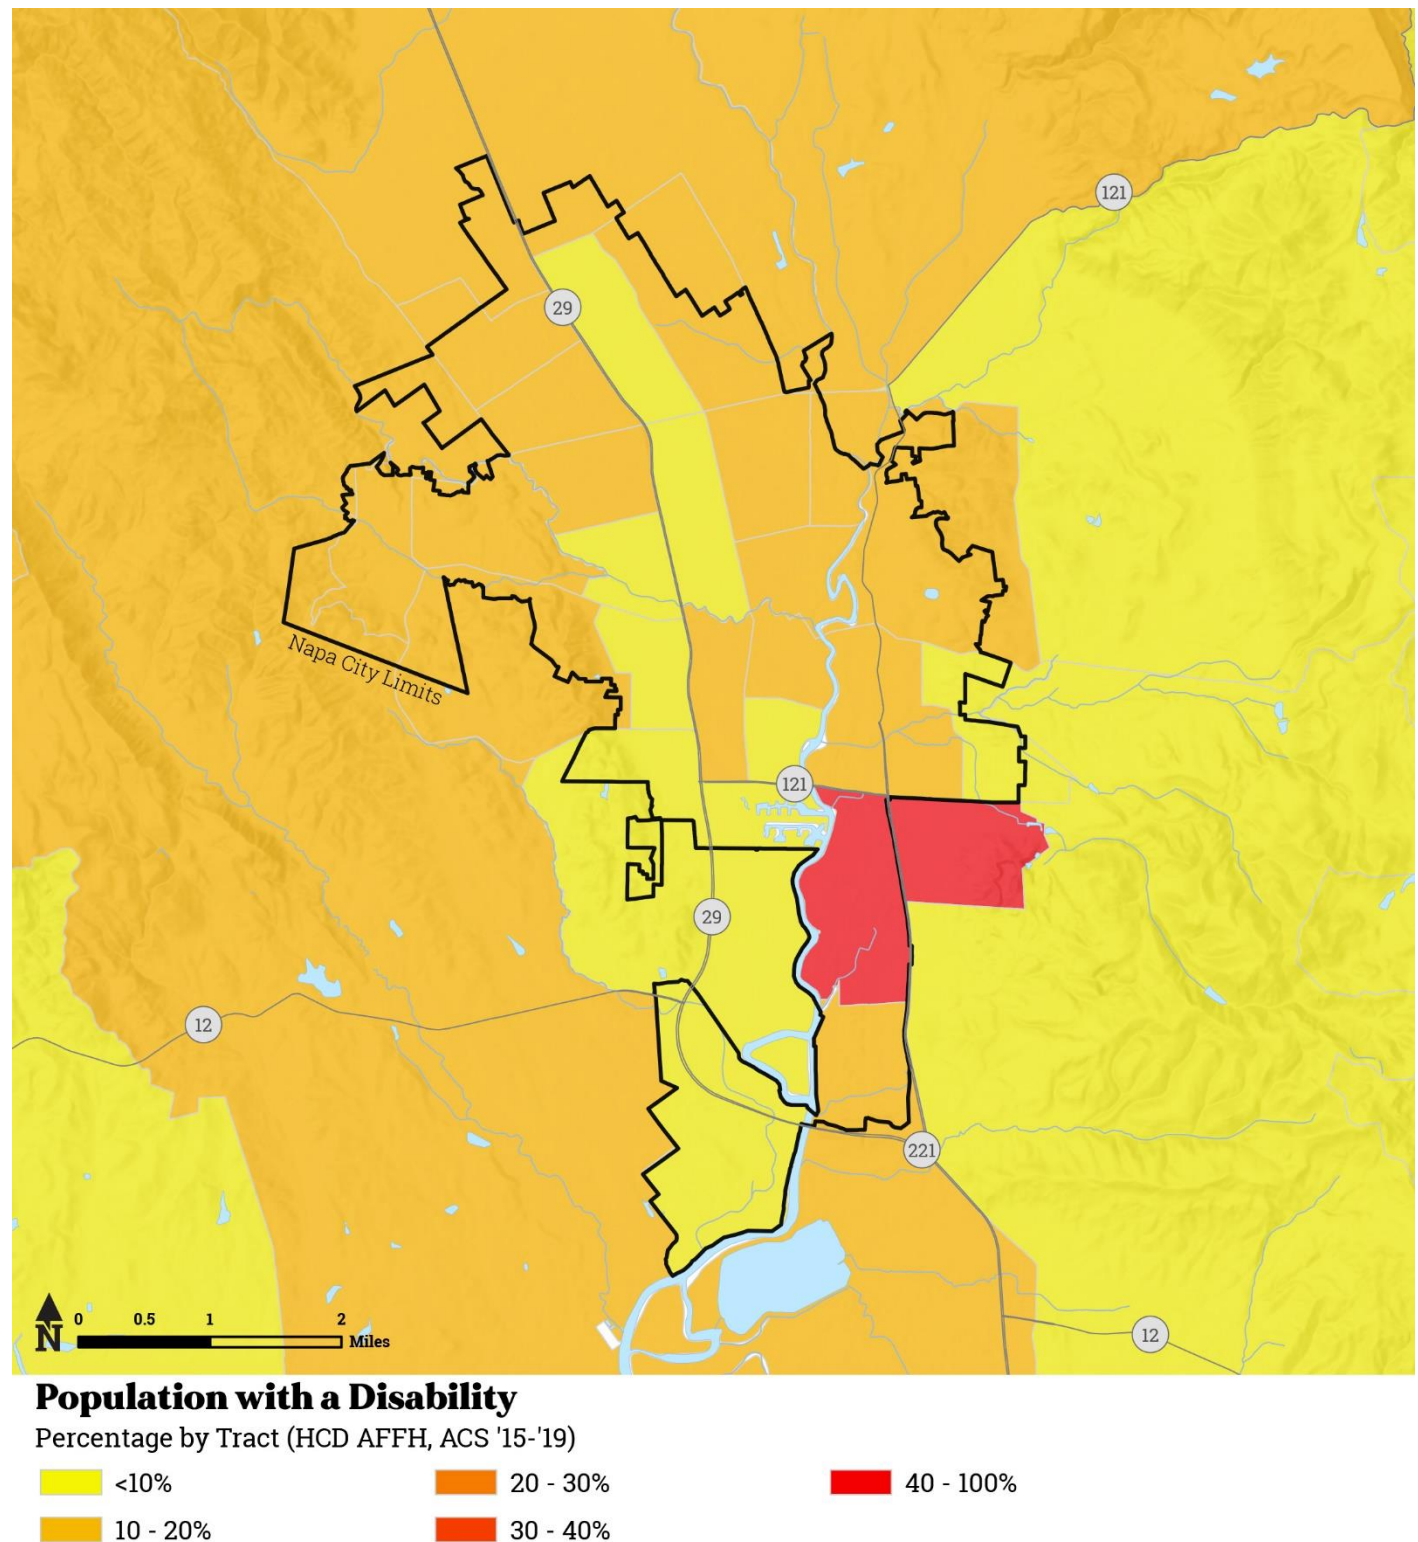 121
29
Napa City Limits
121
29
12
221
12
N
0 0.5 1 2
Miles
Population with a Disability
Percentage by Tract (HCD AFFH, ACS '15-'19)
<10% 20 - 30% 40 - 100%
10 - 20% 30 - 40%